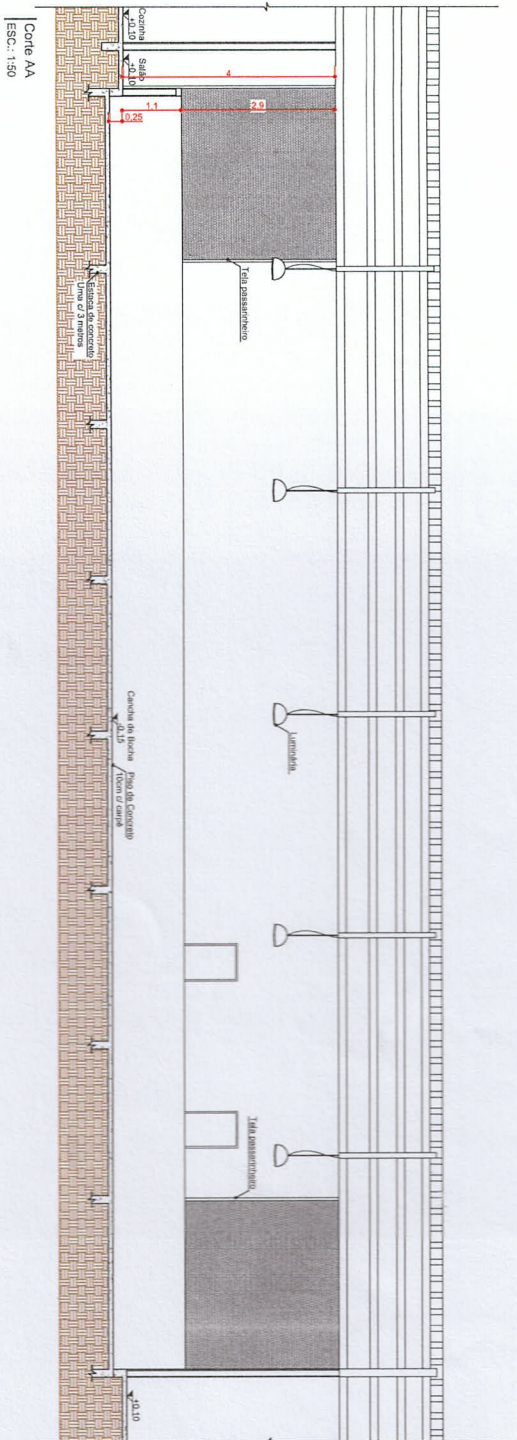 Cozinha
+0,10
Salão
+0,10
4
1,1
2,9
0,25
Tela passarinheiro
Estaca de concreto
Uma c/ 3 metros
Luminária
Cancha de Bocha
-0,15
Piso de Concreto
10cm c/ carpê
Tela passarinheiro
+0,10
Corte AA
ESC.: 1:50